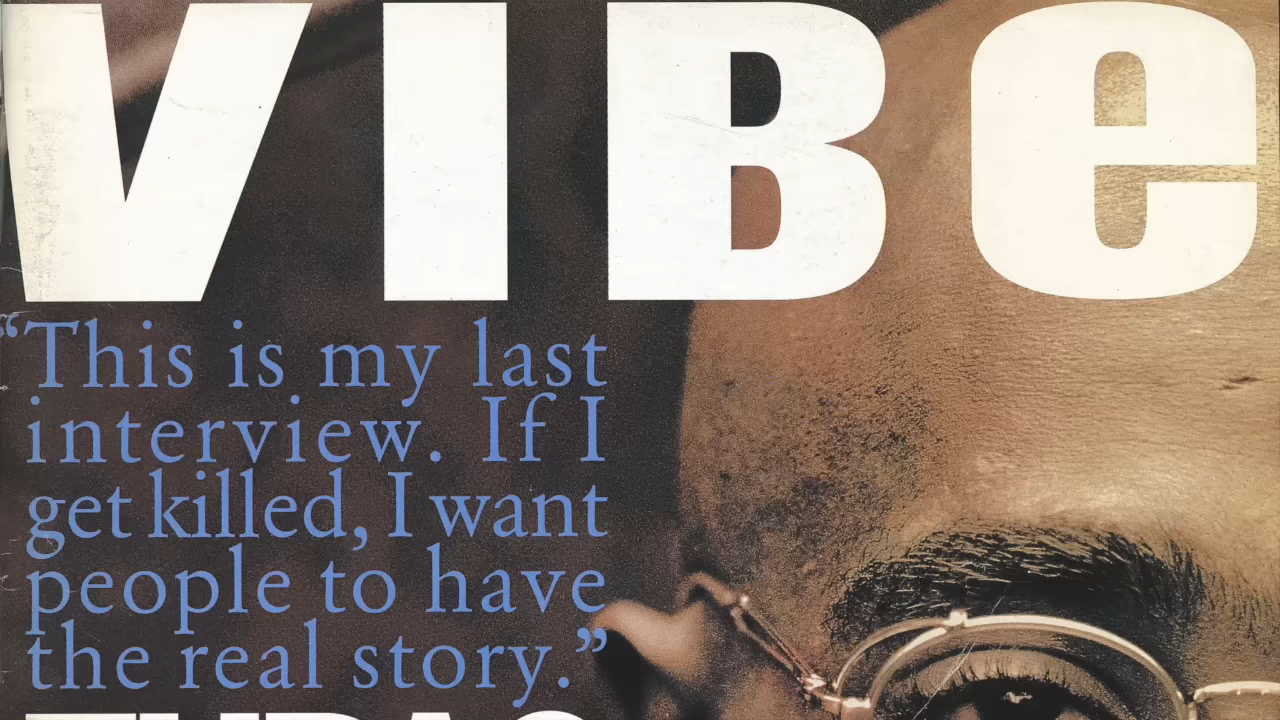 VIBe
“This is my last
interview. If I
get killed, I want
people to have
the real story.”